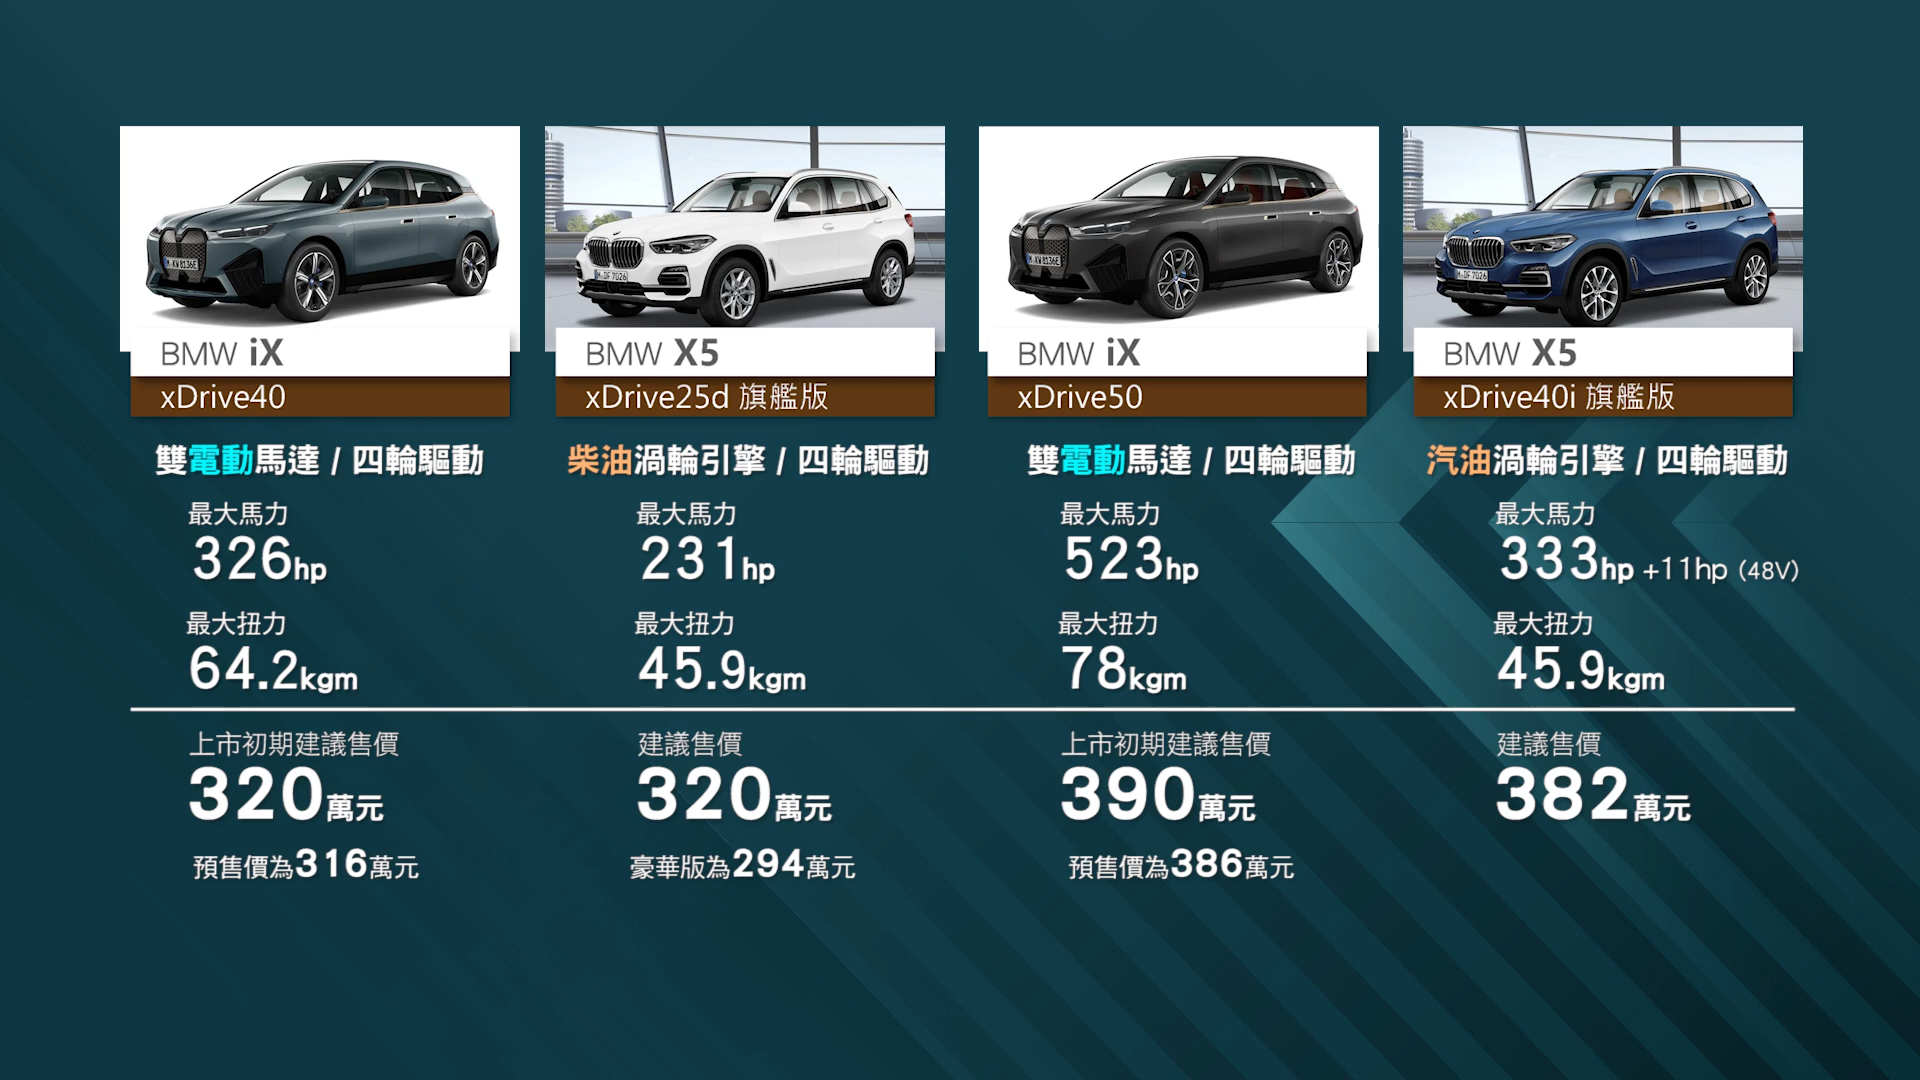 BMW iX
xDrive40
雙電動馬達 / 四輪驅動
最大馬力
326hp
最大扭力
64.2kgm
上市初期建議售價
320萬元
預售價為316萬元
BMW X5
xDrive25d 旗艦版
柴油渦輪引擎 / 四輪驅動
最大馬力
231hp
最大扭力
45.9kgm
建議售價
320萬元
豪華版為294萬元
BMW iX
xDrive50
雙電動馬達 / 四輪驅動
最大馬力
523hp
最大扭力
78kgm
上市初期建議售價
390萬元
預售價為386萬元
BMW X5
xDrive40i 旗艦版
汽油渦輪引擎 / 四輪驅動
最大馬力
333hp +11hp (48V)
最大扭力
45.9kgm
建議售價
382萬元